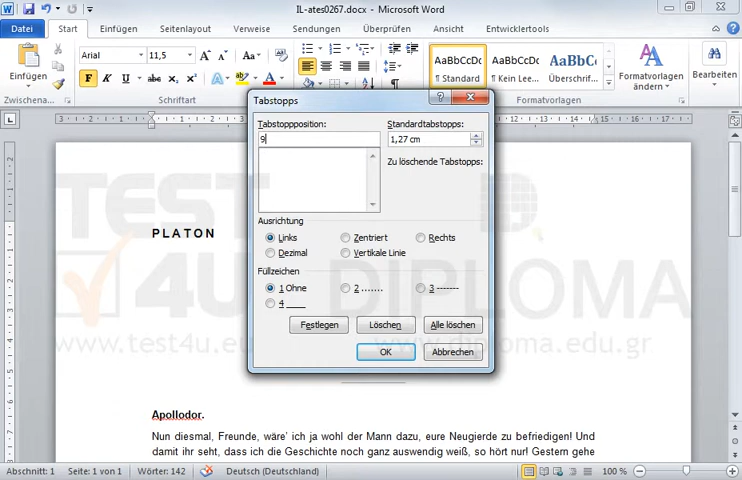 IL-ates0267.docx - Microsoft Word
Datei Start Einfügen Seitenlayout Verweise Sendungen Überprüfen Ansicht Entwicklertools
Arial 11,5
Einfügen
F K U abc X₂ X²
AaBbCcI AaBbCcI AaBbC
¶ Standard ¶ Kein Lee... Überschrif...
Formatvorlagen ändern
Bearbeiten
Zwischena... Schriftart Formatvorlagen
Tabstopps
Tabstoppposition: Standardtabstopps:
9 1,27 cm
Zu löschende Tabstopps:
Ausrichtung
Links Zentriert Rechts
Dezimal Vertikale Linie
Füllzeichen
1 Ohne 2 ....... 3 -------
4 ____
Festlegen Löschen Alle löschen
OK Abbrechen
PLATON
TEST 4U DIPLOMA
www.test4u.eu www.diploma.edu.gr
Apollodor.
Nun diesmal, Freunde, wäre' ich ja wohl der Mann dazu, eure Neugierde zu befriedigen! Und
damit ihr seht, dass ich die Geschichte noch ganz auswendig weiß, so hört nur! Gestern gehe
Abschnitt: 1 Seite: 1 von 1 Wörter: 142 Deutsch (Deutschland) 100 %